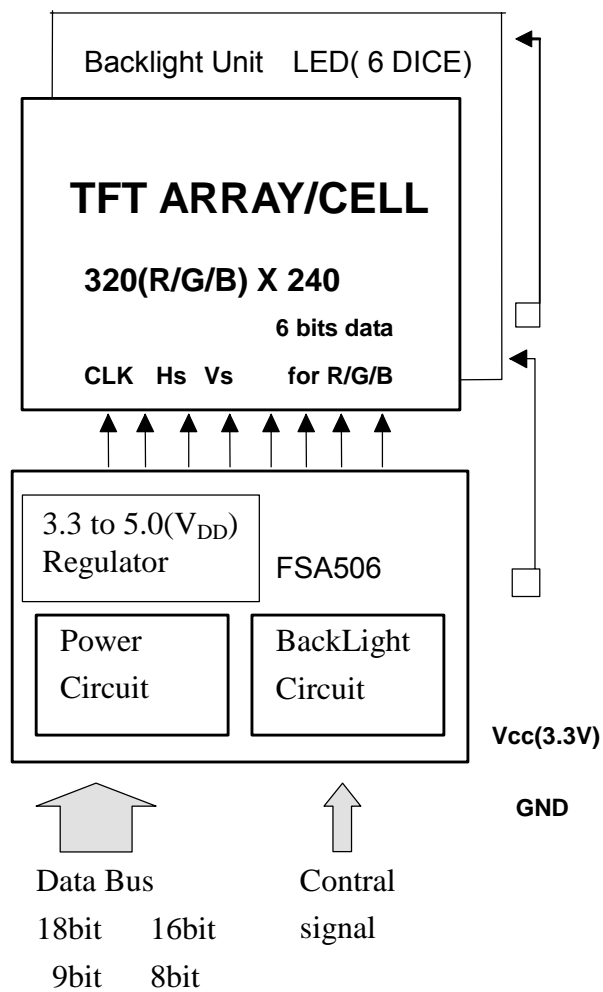 Backlight Unit LED( 6 DICE)
TFT ARRAY/CELL
320(R/G/B) X 240
6 bits data
CLK Hs Vs for R/G/B
3.3 to 5.0(VDD)
Regulator
FSA506
Power
Circuit
BackLight
Circuit
Vcc(3.3V)
GND
Data Bus
18bit 16bit
9bit 8bit
Contral
signal